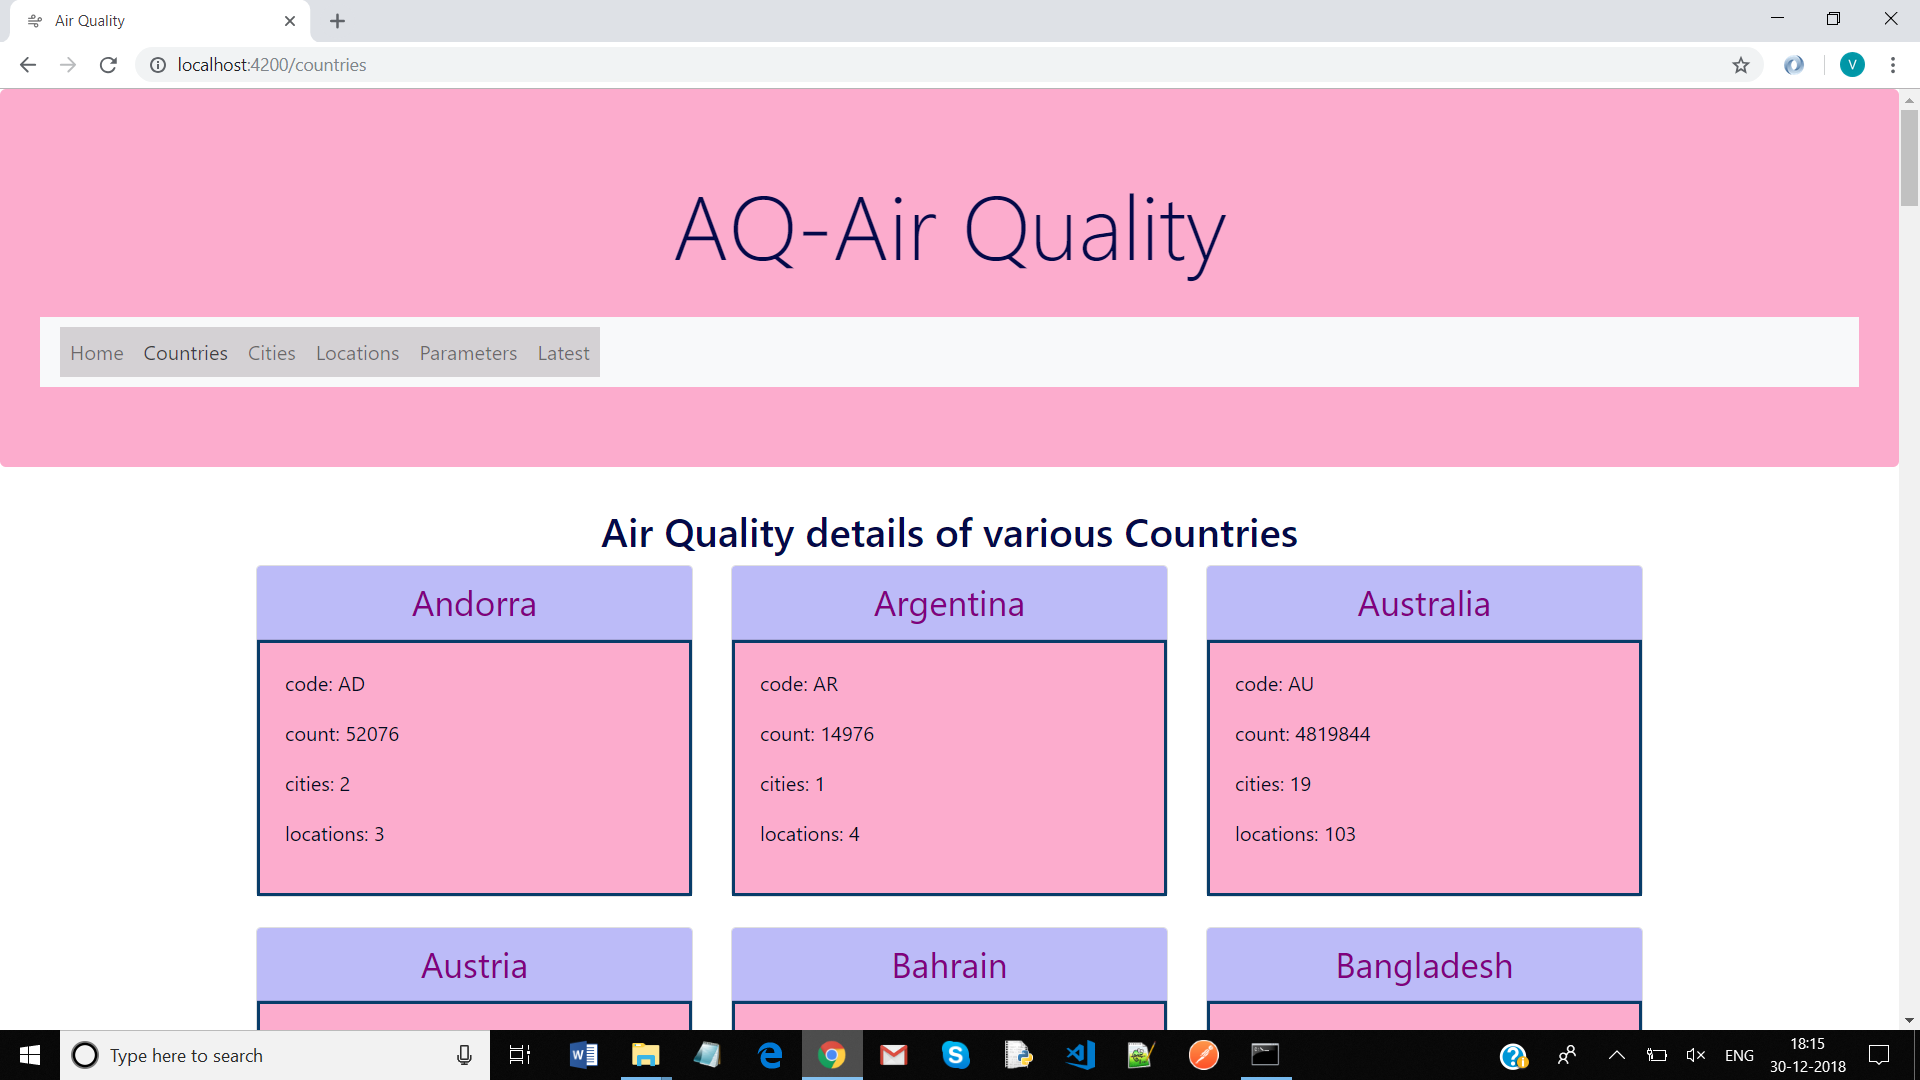 Air Quality
localhost:4200/countries
V
AQ-Air Quality
Home Countries Cities Locations Parameters Latest
Air Quality details of various Countries
Andorra
code: AD
count: 52076
cities: 2
locations: 3
Argentina
code: AR
count: 14976
cities: 1
locations: 4
Australia
code: AU
count: 4819844
cities: 19
locations: 103
Austria
Bahrain
Bangladesh
Type here to search
ENG
18:15
30-12-2018